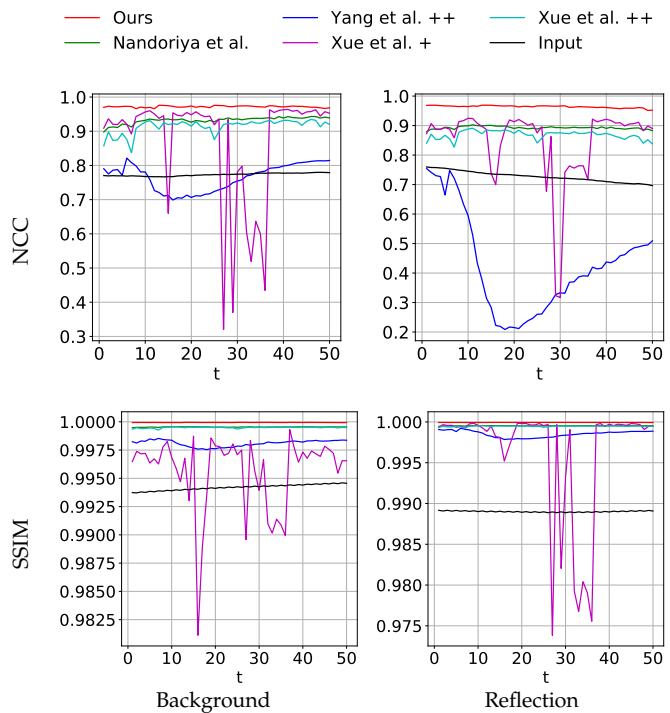 Ours
Yang et al. ++
Xue et al. ++
Nandoriya et al.
Xue et al. +
Input
NCC
1.0
0.9
0.8
0.7
0.6
0.5
0.4
0.3
0 10 20 30 40 50
t
1.0
0.9
0.8
0.7
0.6
0.5
0.4
0.3
0.2
0 10 20 30 40 50
t
SSIM
1.0000
0.9975
0.9950
0.9925
0.9900
0.9875
0.9850
0.9825
0 10 20 30 40 50
t
Background
1.000
0.995
0.990
0.985
0.980
0.975
0 10 20 30 40 50
t
Reflection